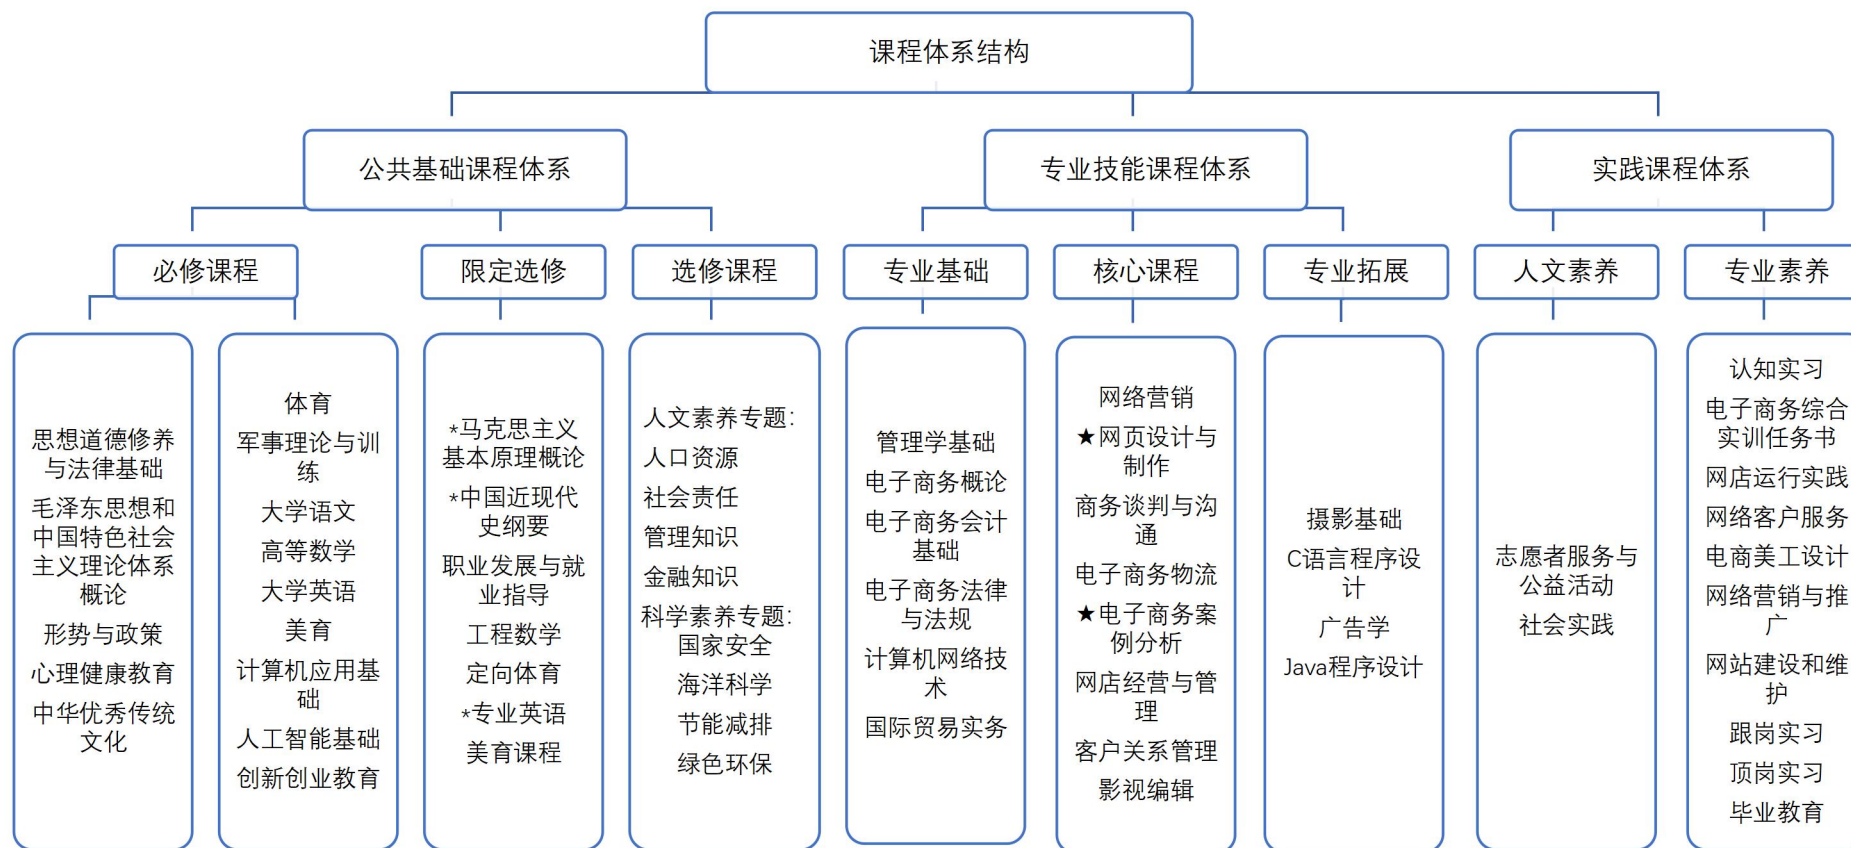 课程体系结构
公共基础课程体系
专业技能课程体系
实践课程体系
必修课程
限定选修
选修课程
专业基础
核心课程
专业拓展
人文素养
专业素养
思想道德修养
与法律基础
毛泽东思想和
中国特色社会
主义理论体系
概论
形势与政策
心理健康教育
中华优秀传统
文化
体育
军事理论与训
练
大学语文
高等数学
大学英语
美育
计算机应用基
础
人工智能基础
创新创业教育
*马克思主义
基本原理概论
*中国近现代
史纲要
职业发展与就
业指导
工程数学
定向体育
*专业英语
美育课程
人文素养专题:
人口资源
社会责任
管理知识
金融知识
科学素养专题:
国家安全
海洋科学
节能减排
绿色环保
管理学基础
电子商务概论
电子商务会计
基础
电子商务法律
与法规
计算机网络技
术
国际贸易实务
网络营销
★网页设计与
制作
商务谈判与沟
通
电子商务物流
★电子商务案
例分析
网店经营与管
理
客户关系管理
影视编辑
摄影基础
C语言程序设
计
广告学
Java程序设计
志愿者服务与
公益活动
社会实践
认知实习
电子商务综合
实训任务书
网店运行实践
网络客户服务
电商美工设计
网络营销与推
广
网站建设和维
护
跟岗实习
顶岗实习
毕业教育